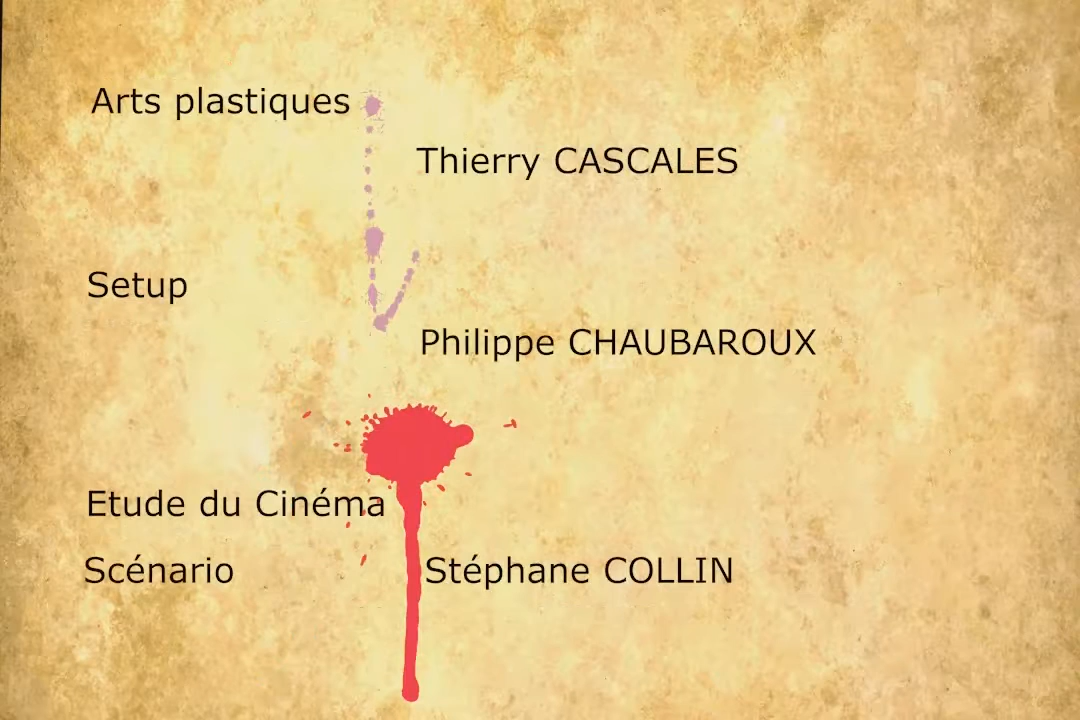 Arts plastiques
Thierry CASCALES
Setup
Philippe CHAUBAROUX
Etude du Cinéma
Scénario
Stéphane COLLIN